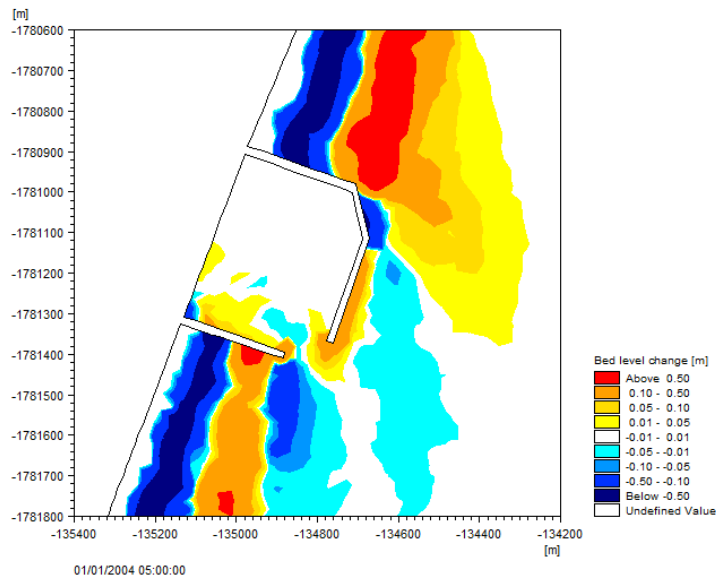 [m]
-1780600
-1780700
-1780800
-1780900
-1781000
-1781100
-1781200
-1781300
-1781400
-1781500
-1781600
-1781700
-1781800
-135400 -135200 -135000 -134800 -134600 -134400 -134200
[m]
01/01/2004 05:00:00
Bed level change [m]
Above 0.50
0.10 - 0.50
0.05 - 0.10
0.01 - 0.05
-0.01 - 0.01
-0.05 - -0.01
-0.10 - -0.05
-0.50 - -0.10
Below -0.50
Undefined Value